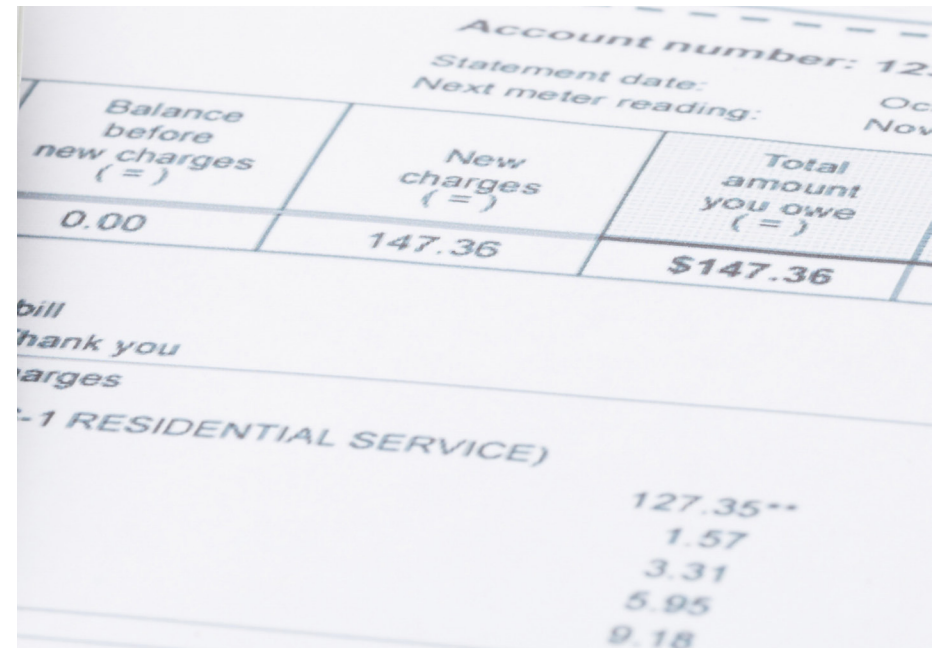 Account number: 12
Statement date: Oc
Next meter reading: Nov
Balance
before
new charges
( = )
New
charges
( = )
Total
amount
you owe
( = )
0.00
147.36
$147.36
bill
hank you
arges
-1 RESIDENTIAL SERVICE)
127.35**
1.57
3.31
5.95
9.18